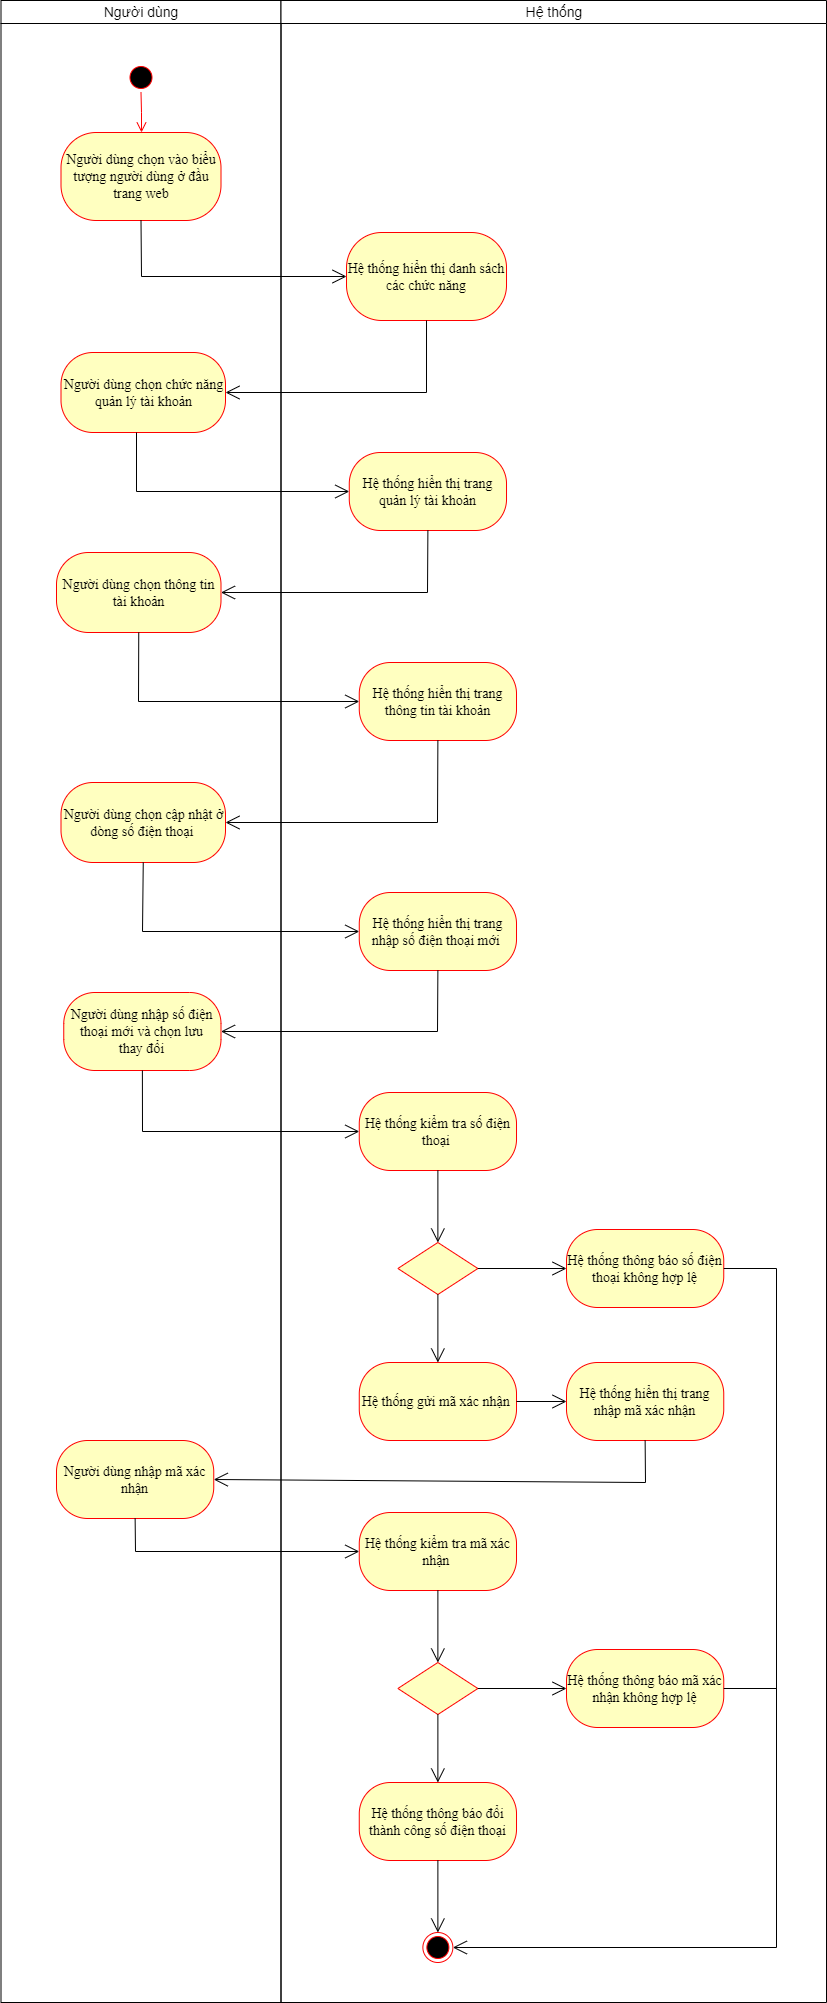 Người dùng
Hệ thống
Người dùng chọn vào biểu
tượng người dùng ở đầu
trang web
Hệ thống hiển thị danh sách
các chức năng
Người dùng chọn chức năng
quản lý tài khoản
Hệ thống hiển thị trang
quản lý tài khoản
Người dùng chọn thông tin
tài khoản
Hệ thống hiển thị trang
thông tin tài khoản
Người dùng chọn cập nhật ở
dòng số điện thoại
Hệ thống hiển thị trang
nhập số điện thoại mới
Người dùng nhập số điện
thoại mới và chọn lưu
thay đổi
Hệ thống kiểm tra số điện
thoại
Hệ thống thông báo số điện
thoại không hợp lệ
Hệ thống gửi mã xác nhận
Hệ thống hiển thị trang
nhập mã xác nhận
Người dùng nhập mã xác
nhận
Hệ thống kiểm tra mã xác
nhận
Hệ thống thông báo mã xác
nhận không hợp lệ
Hệ thống thông báo đổi
thành công số điện thoại